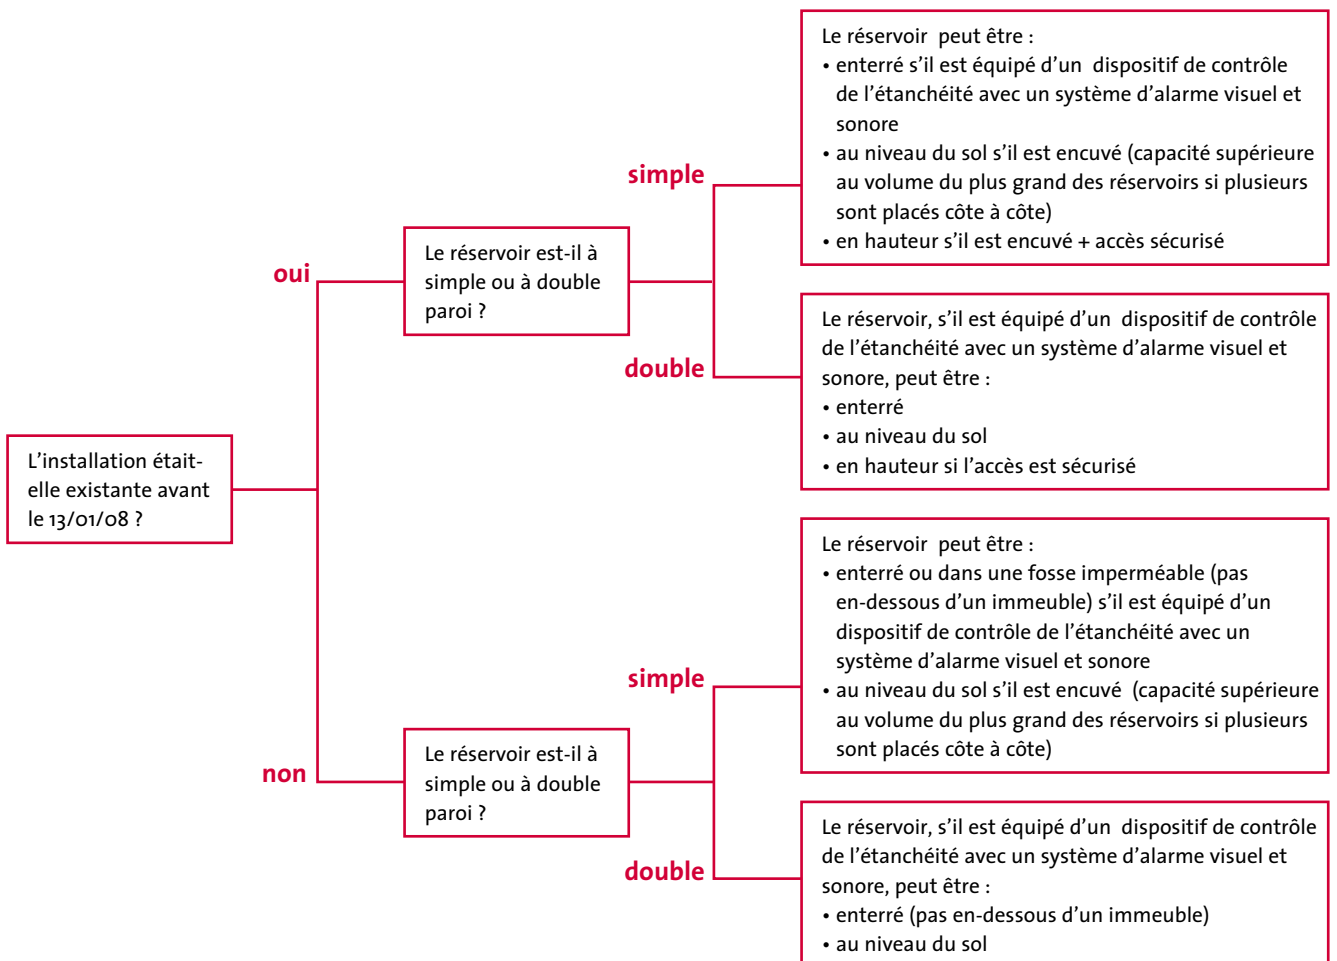 L’installation était-
elle existante avant
le 13/01/08 ?
oui
Le réservoir est-il à
simple ou à double
paroi ?
simple
Le réservoir  peut être :
• enterré s’il est équipé d’un  dispositif de contrôle
de l’étanchéité avec un système d’alarme visuel et
sonore
• au niveau du sol s’il est encuvé (capacité supérieure
au volume du plus grand des réservoirs si plusieurs
sont placés côte à côte)
• en hauteur s’il est encuvé + accès sécurisé
double
Le réservoir, s’il est équipé d’un  dispositif de contrôle
de l’étanchéité avec un système d’alarme visuel et
sonore, peut être :
• enterré
• au niveau du sol
• en hauteur si l’accès est sécurisé
non
Le réservoir est-il à
simple ou à double
paroi ?
simple
Le réservoir  peut être :
• enterré ou dans une fosse imperméable (pas
en-dessous d’un immeuble) s’il est équipé d’un
dispositif de contrôle de l’étanchéité avec un
système d’alarme visuel et sonore
• au niveau du sol s’il est encuvé  (capacité supérieure
au volume du plus grand des réservoirs si plusieurs
sont placés côte à côte)
double
Le réservoir, s’il est équipé d’un  dispositif de contrôle
de l’étanchéité avec un système d’alarme visuel et
sonore, peut être :
• enterré (pas en-dessous d’un immeuble)
• au niveau du sol